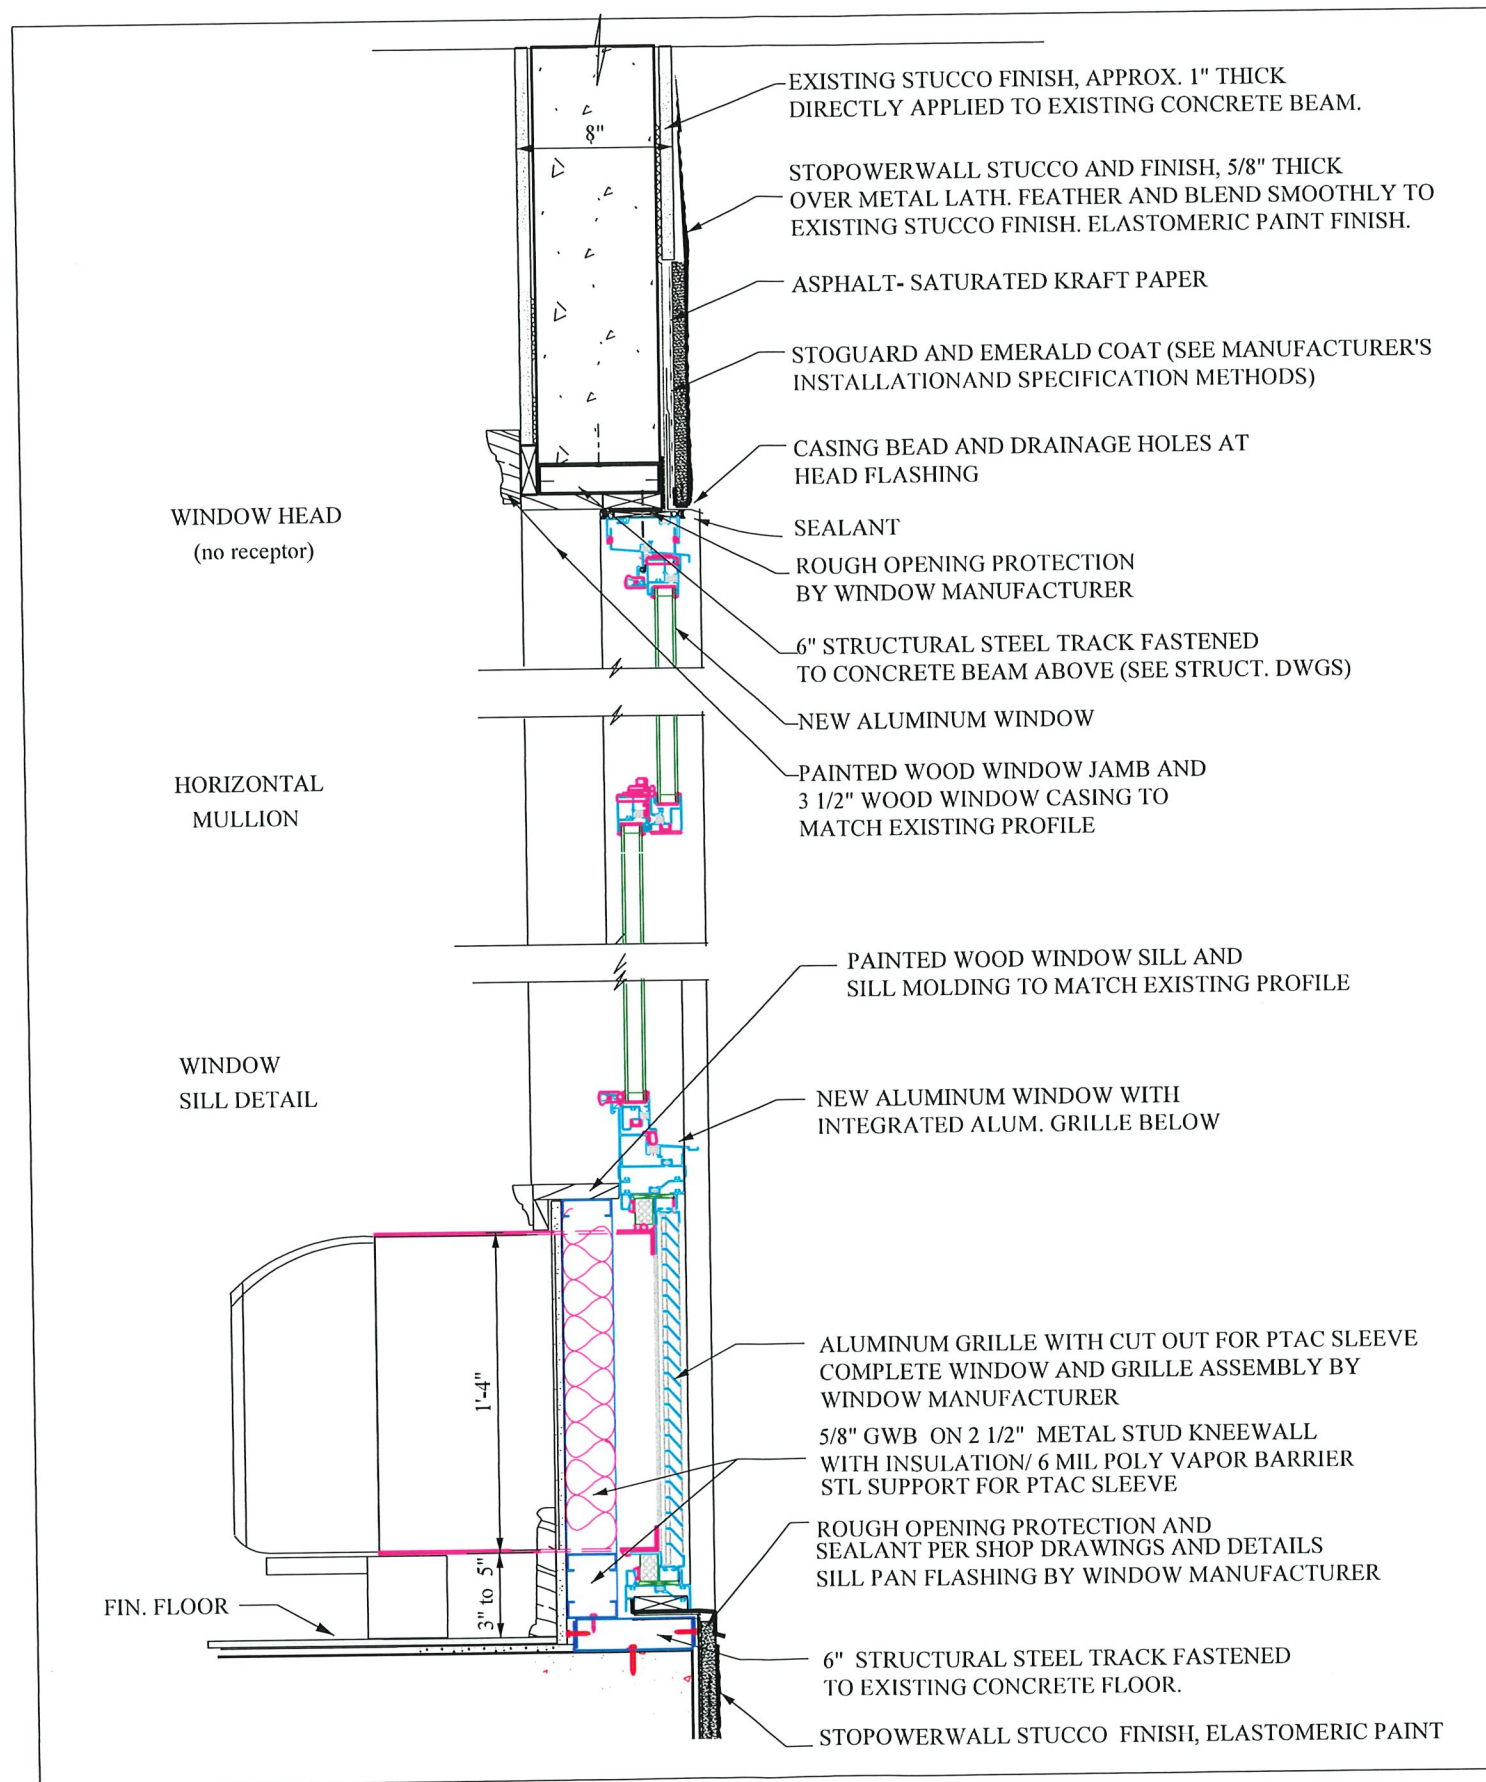 EXISTING STUCCO FINISH, APPROX. 1" THICK
DIRECTLY APPLIED TO EXISTING CONCRETE BEAM.
8"
STOPOWERWALL STUCCO AND FINISH, 5/8" THICK
OVER METAL LATH. FEATHER AND BLEND SMOOTHLY TO
EXISTING STUCCO FINISH. ELASTOMERIC PAINT FINISH.
ASPHALT- SATURATED KRAFT PAPER
STOGUARD AND EMERALD COAT (SEE MANUFACTURER'S
INSTALLATIONAND SPECIFICATION METHODS)
CASING BEAD AND DRAINAGE HOLES AT
HEAD FLASHING
WINDOW HEAD
(no receptor)
SEALANT
ROUGH OPENING PROTECTION
BY WINDOW MANUFACTURER
6" STRUCTURAL STEEL TRACK FASTENED
TO CONCRETE BEAM ABOVE (SEE STRUCT. DWGS)
NEW ALUMINUM WINDOW
HORIZONTAL
MULLION
PAINTED WOOD WINDOW JAMB AND
3 1/2" WOOD WINDOW CASING TO
MATCH EXISTING PROFILE
PAINTED WOOD WINDOW SILL AND
SILL MOLDING TO MATCH EXISTING PROFILE
WINDOW
SILL DETAIL
NEW ALUMINUM WINDOW WITH
INTEGRATED ALUM. GRILLE BELOW
1'-4"
ALUMINUM GRILLE WITH CUT OUT FOR PTAC SLEEVE
COMPLETE WINDOW AND GRILLE ASSEMBLY BY
WINDOW MANUFACTURER
5/8" GWB ON 2 1/2" METAL STUD KNEEWALL
WITH INSULATION/ 6 MIL POLY VAPOR BARRIER
STL SUPPORT FOR PTAC SLEEVE
ROUGH OPENING PROTECTION AND
SEALANT PER SHOP DRAWINGS AND DETAILS
SILL PAN FLASHING BY WINDOW MANUFACTURER
3" to 5"
FIN. FLOOR
6" STRUCTURAL STEEL TRACK FASTENED
TO EXISTING CONCRETE FLOOR.
STOPOWERWALL STUCCO FINISH, ELASTOMERIC PAINT